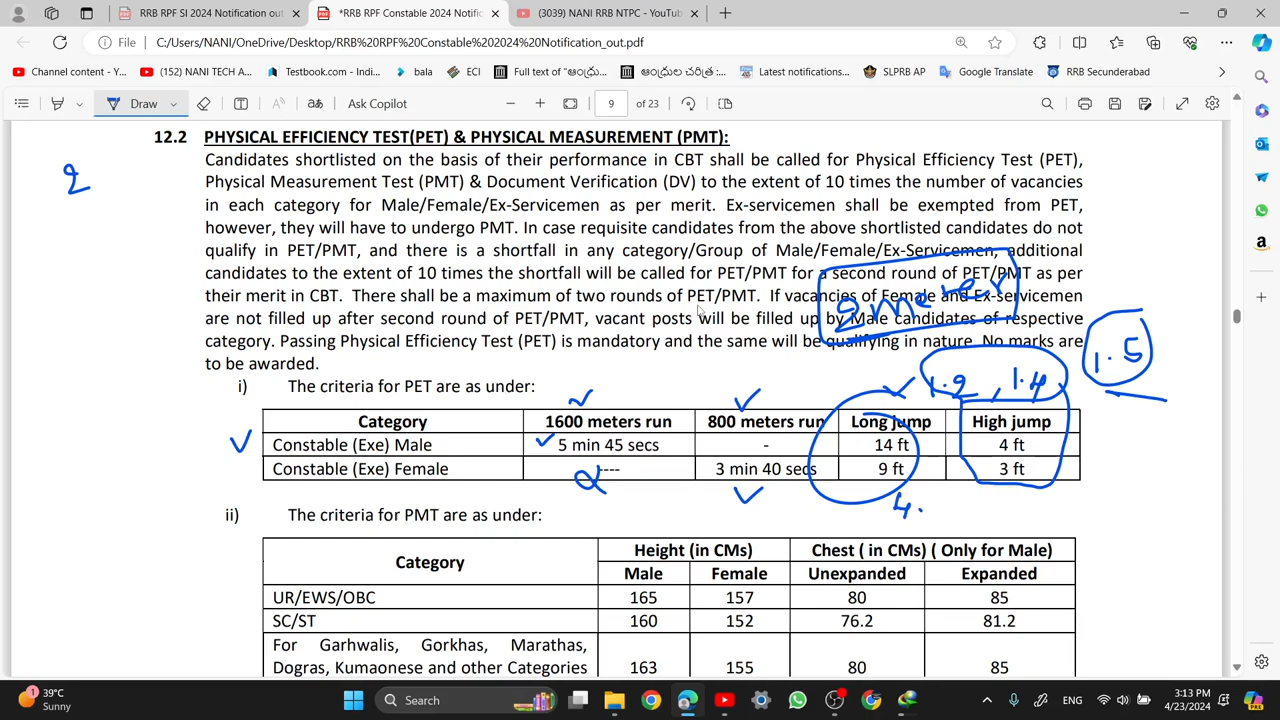 RRB RPF SI 2024 Notification out
*RRB RPF Constable 2024 Notific
(3039) NANI RRB NTPC - YouTub
File
C:/Users/NANI/OneDrive/Desktop/RRB%20RPF%20Constable%202024%20Notification_out.pdf
Channel content - Y...
(152) NANI TECH A...
Testbook.com - Indi...
bala
ECI
Full text of "ఆంధ్రు...
ఆంధ్రుల చరిత్ర :...
Latest notifications...
SLPRB AP
Google Translate
RRB Secunderabad
Draw
Ask Copilot
9 of 23
12.2 PHYSICAL EFFICIENCY TEST(PET) & PHYSICAL MEASUREMENT (PMT):
Candidates shortlisted on the basis of their performance in CBT shall be called for Physical Efficiency Test (PET),
2
Physical Measurement Test (PMT) & Document Verification (DV) to the extent of 10 times the number of vacancies
in each category for Male/Female/Ex-Servicemen as per merit. Ex-servicemen shall be exempted from PET,
however, they will have to undergo PMT. In case requisite candidates from the above shortlisted candidates do not
qualify in PET/PMT, and there is a shortfall in any category/Group of Male/Female/Ex-Servicemen, additional
candidates to the extent of 10 times the shortfall will be called for PET/PMT for a second round of PET/PMT as per
their merit in CBT. There shall be a maximum of two rounds of PET/PMT. If vacancies of Female and Ex-servicemen
2 meter
are not filled up after second round of PET/PMT, vacant posts will be filled up by Male candidates of respective
category. Passing Physical Efficiency Test (PET) is mandatory and the same will be qualifying in nature. No marks are
1.5
to be awarded.
i) The criteria for PET are as under:
1.2 , 1.4
Category 1600 meters run 800 meters run Long jump High jump
Constable (Exe) Male 5 min 45 secs - 14 ft 4 ft
Constable (Exe) Female ---- 3 min 40 secs 9 ft 3 ft
4.
ii) The criteria for PMT are as under:
Category Height (in CMs) Chest ( in CMs) ( Only for Male)
Male Female Unexpanded Expanded
UR/EWS/OBC 165 157 80 85
SC/ST 160 152 76.2 81.2
For Garhwalis, Gorkhas, Marathas,
Dogras, Kumaonese and other Categories 163 155 80 85
39°C
Sunny
1
Search
ENG
3:13 PM
4/23/2024